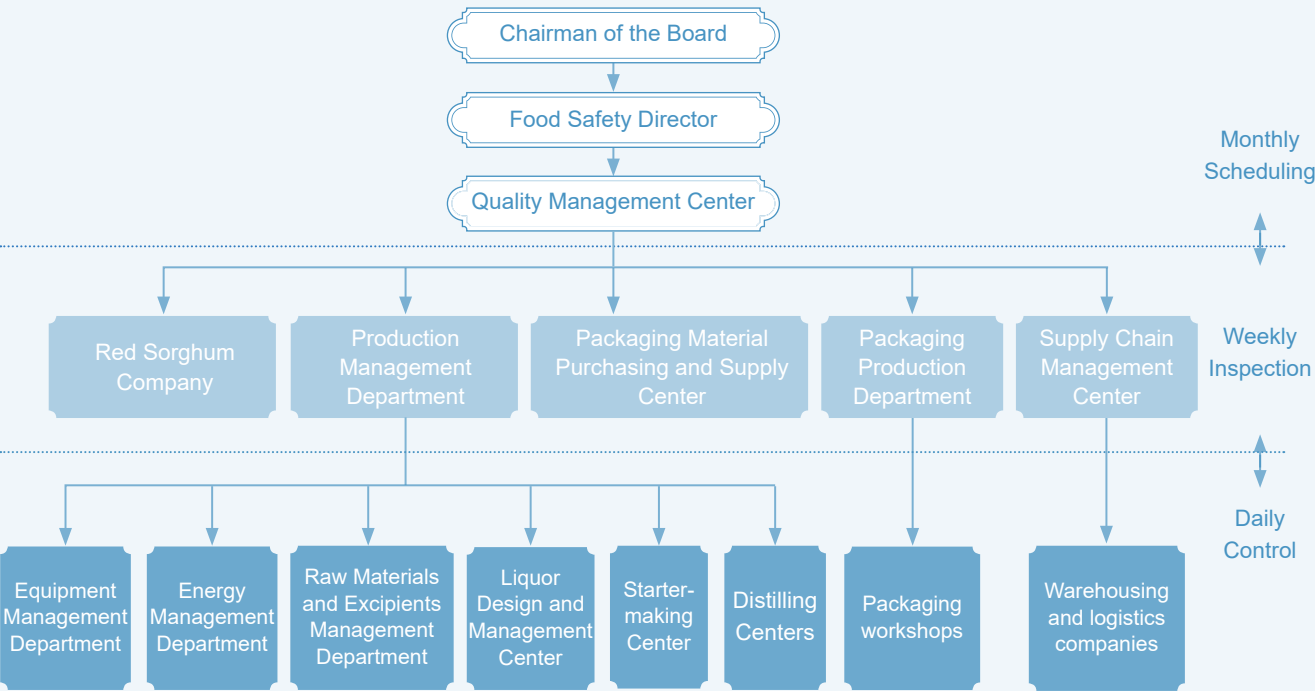 Chairman of the Board
Food Safety Director
Quality Management Center
Monthly
Scheduling
Red Sorghum
Company
Production
Management
Department
Packaging Material
Purchasing and Supply
Center
Packaging
Production
Department
Supply Chain
Management
Center
Weekly
Inspection
Equipment
Management
Department
Energy
Management
Department
Raw Materials
and Excipients
Management
Department
Liquor
Design and
Management
Center
Starter-
making
Center
Distilling
Centers
Packaging
workshops
Warehousing
and logistics
companies
Daily
Control